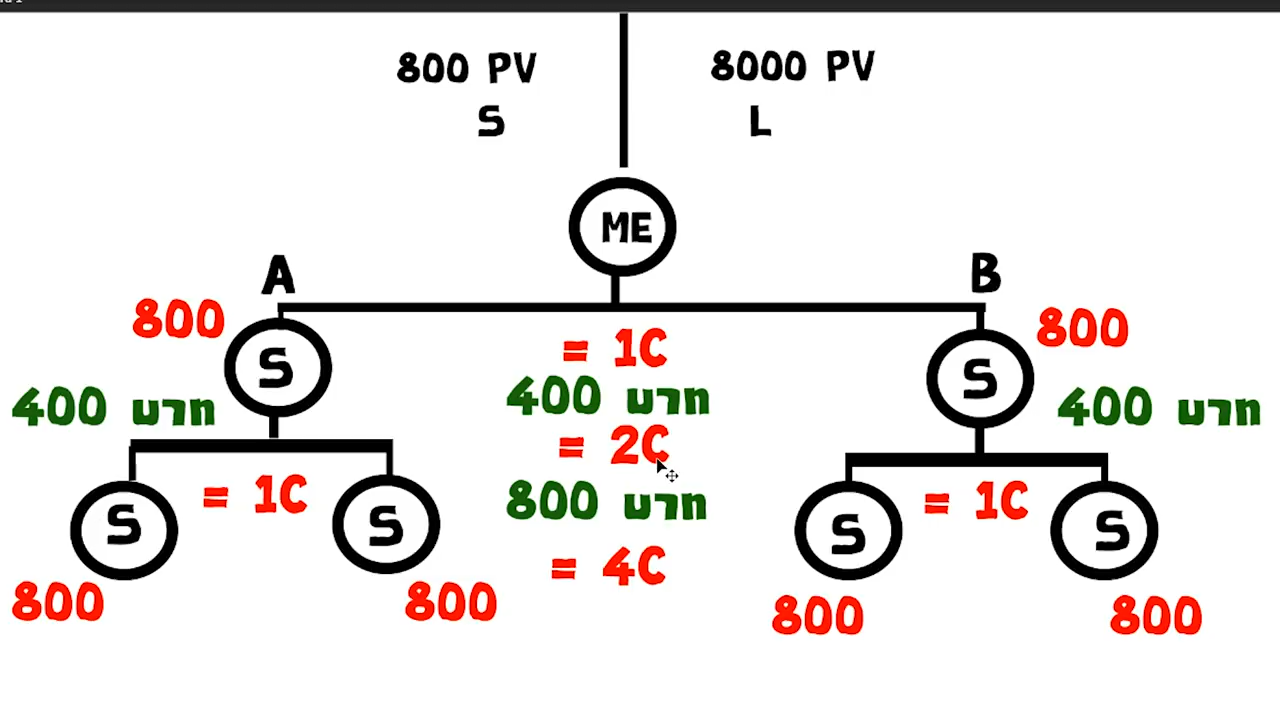 800 PV
8000 PV
S
L
ME
A
B
800
800
S
= 1C
S
400 บาท
400 บาท
400 บาท
= 2C
= 1C
= 1C
800 บาท
S
S
S
S
= 4C
800
800
800
800